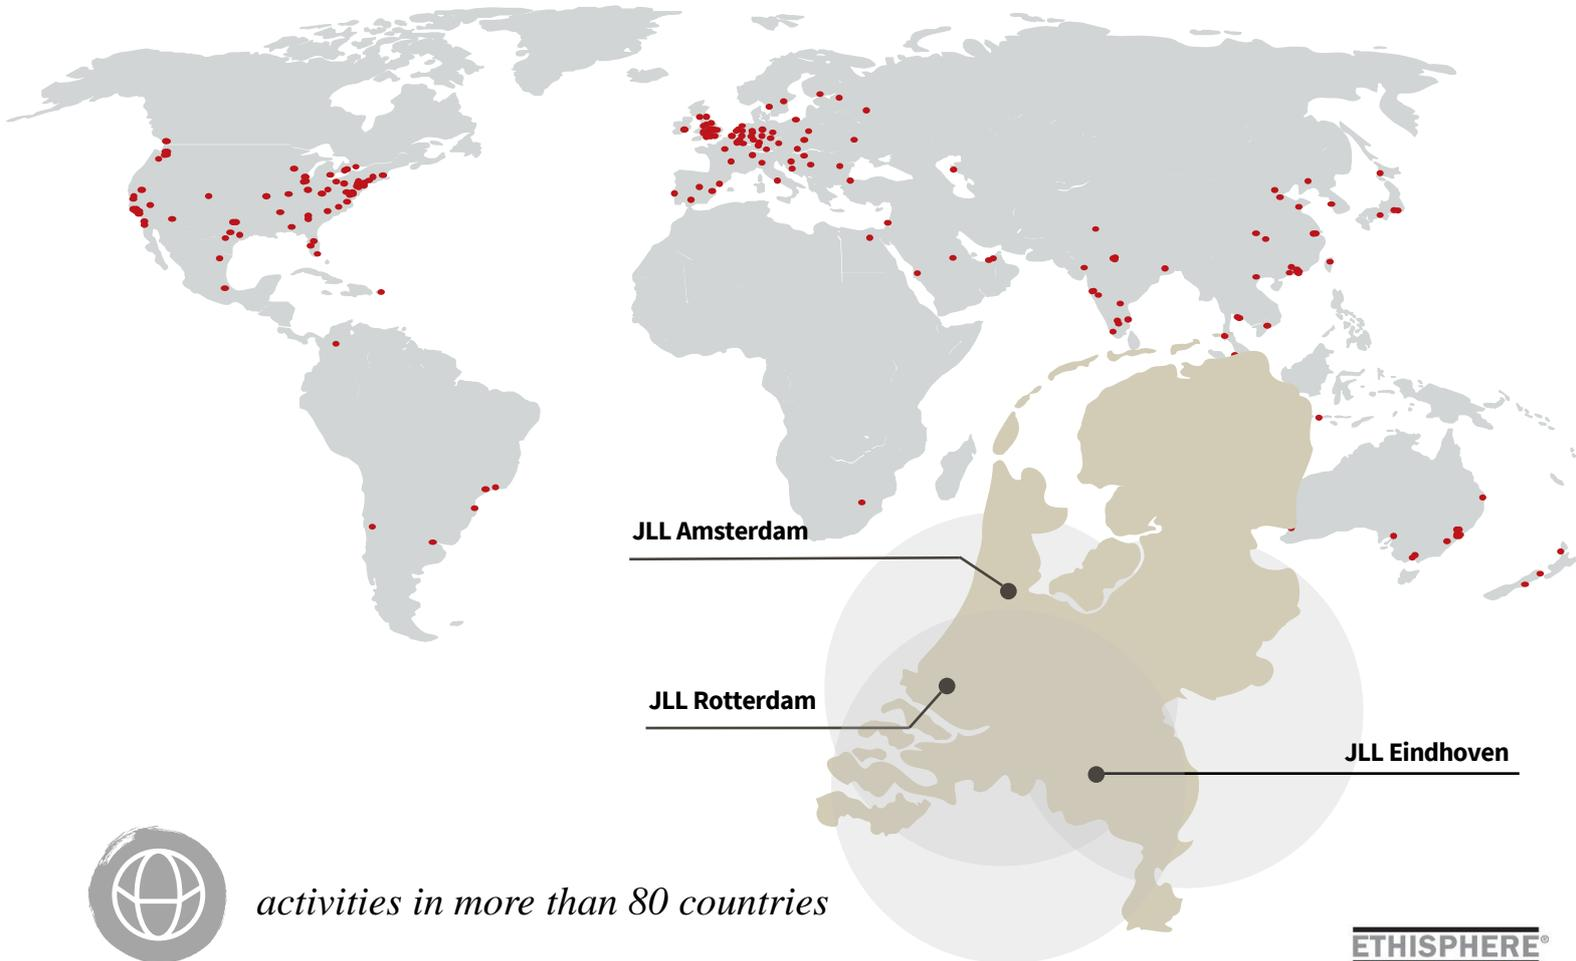 JLL Amsterdam
JLL Rotterdam
JLL Eindhoven
activities in more than 80 countries
ETHISPHERE®